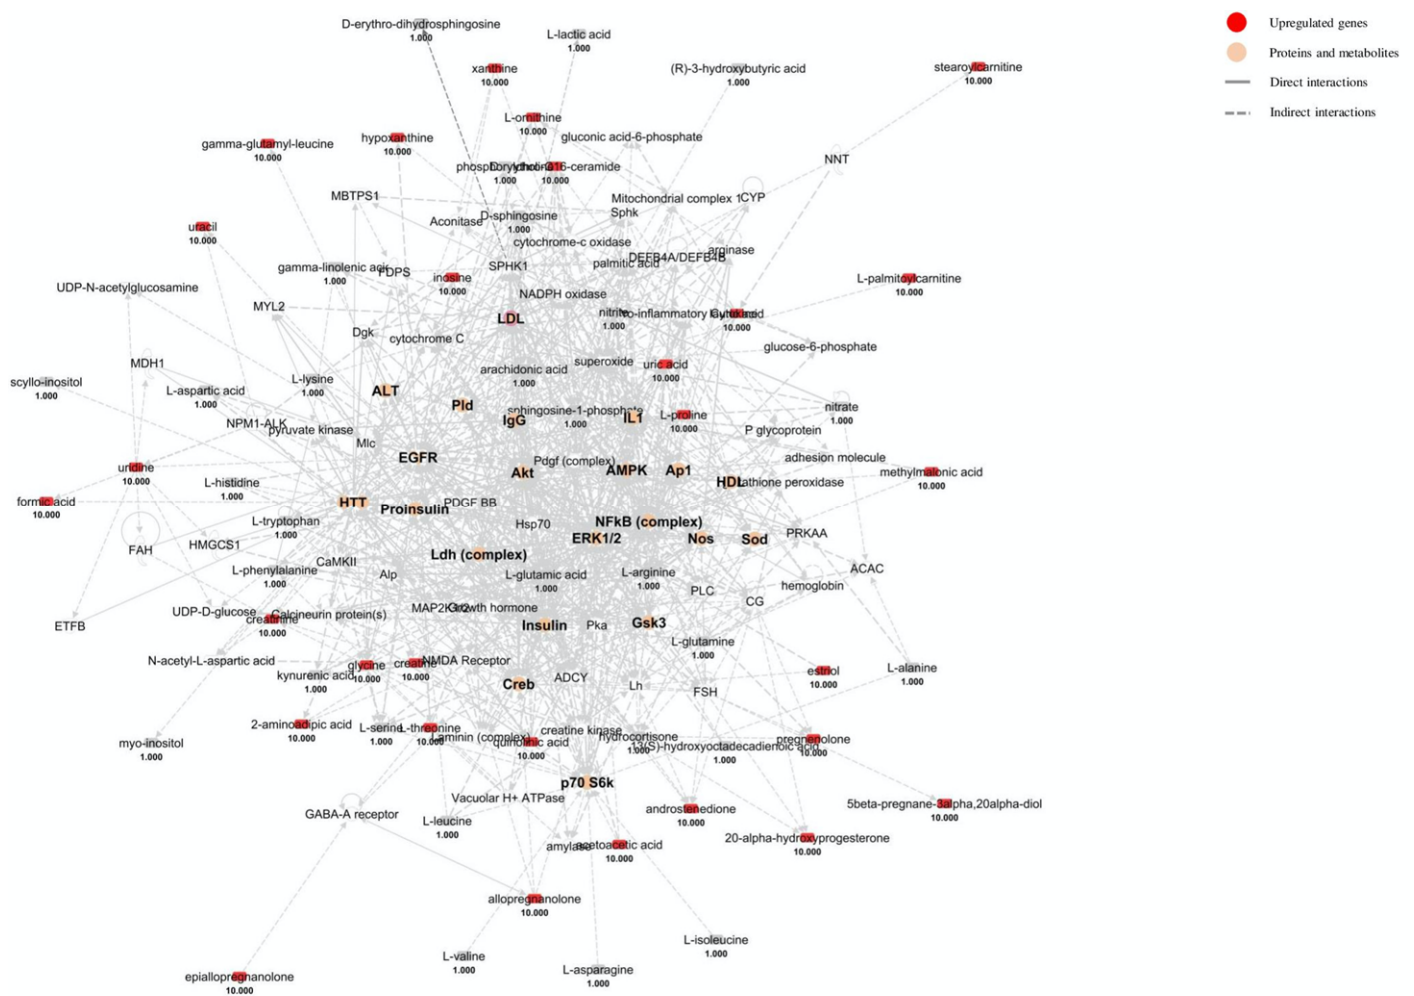 D-erythro-dihydrosphingosine
1.000
L-lactic acid
1.000
xanthine
10.000
(R)-3-hydroxybutyric acid
1.000
stearoylcarnitine
10.000
Upregulated genes
Proteins and metabolites
Direct interactions
Indirect interactions
L-ornithine
10.000
gamma-glutamyl-leucine
10.000
hypoxanthine
10.000
gluconic acid-6-phosphate
NNT
1.000
10.000
MBTPS1
Mitochondrial complex 1
CYP
Aconitase
D-sphingosine
1.000
Sphk
uracil
10.000
cytochrome-c oxidase
arginase
DEFB4A/DEFB4B
palmitic acid
gamma-linolenic acid
1.000
FDPS
SPHK1
inosine
10.000
L-palmitoylcarnitine
10.000
UDP-N-acetylglucosamine
NADPH oxidase
MYL2
LDL
nitrite
1.000
10.000
Dgk
cytochrome C
glucose-6-phosphate
MDH1
superoxide
uric acid
10.000
arachidonic acid
1.000
scyllo-inositol
1.000
L-aspartic acid
1.000
L-lysine
1.000
ALT
Pld
IgG
sphingosine-1-phosphate
1.000
IL1
L-proline
10.000
nitrate
1.000
NPM1-ALK
pyruvate kinase
P glycoprotein
Mlc
EGFR
Akt
Pdgf (complex)
AMPK
Ap1
adhesion molecule
uridine
10.000
methylmalonic acid
10.000
L-histidine
1.000
HDL
formic acid
10.000
HTT
Proinsulin
PDGF BB
L-tryptophan
1.000
Hsp70
NFkB (complex)
ERK1/2
Nos
Sod
PRKAA
FAH
HMGCS1
Ldh (complex)
CaMKII
L-phenylalanine
1.000
Alp
L-glutamic acid
1.000
L-arginine
1.000
ACAC
hemoglobin
PLC
CG
UDP-D-glucose
creatinine
10.000
Calcineurin protein(s)
Growth hormone
ETFB
Insulin
Pka
Gsk3
L-glutamine
1.000
N-acetyl-L-aspartic acid
kynurenic acid
1.000
glycine
10.000
creatine
10.000
NMDA Receptor
ADCY
Creb
Lh
FSH
estriol
10.000
L-alanine
1.000
2-aminoadipic acid
10.000
L-serine
1.000
L-threonine
10.000
Laminin (complex)
quinolinic acid
10.000
creatine kinase
hydrocortisone
1.000
13(S)-hydroxyoctadecadienoic acid
1.000
pregnenolone
10.000
myo-inositol
1.000
p70 S6k
Vacuolar H+ ATPase
GABA-A receptor
L-leucine
1.000
androstenedione
10.000
5beta-pregnane-3alpha,20alpha-diol
10.000
20-alpha-hydroxyprogesterone
10.000
amylase
acetoacetic acid
10.000
allopregnanolone
10.000
L-valine
1.000
L-isoleucine
1.000
L-asparagine
1.000
epiallopregnanolone
10.000